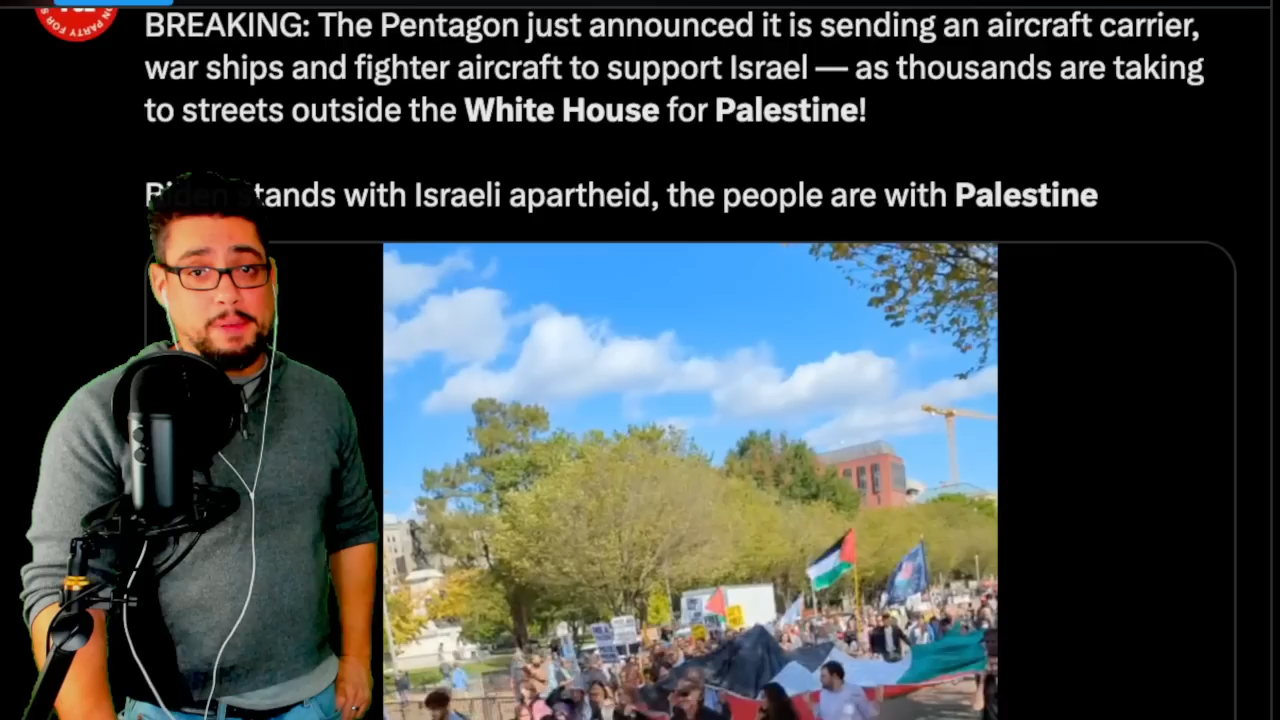 BREAKING: The Pentagon just announced it is sending an aircraft carrier,
war ships and fighter aircraft to support Israel — as thousands are taking
to streets outside the White House for Palestine!
Biden stands with Israeli apartheid, the people are with Palestine